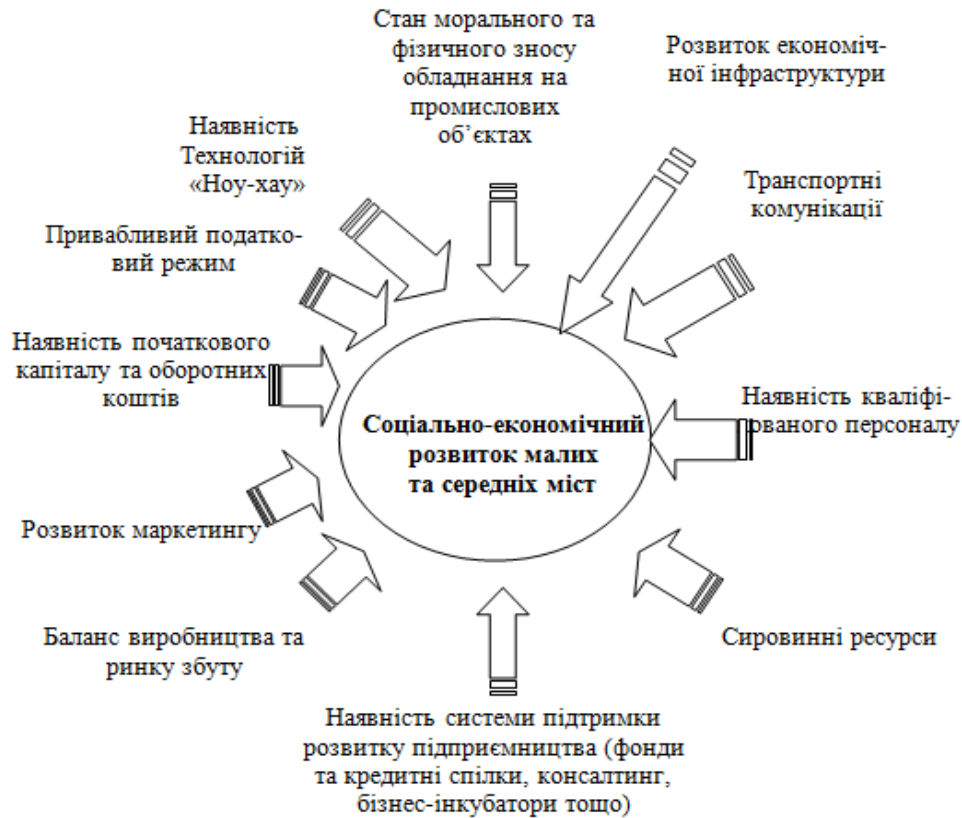 Стан морального та
фізичного зносу
обладнання на
промислових
об’єктах
Розвиток економіч-
ної інфраструктури
Наявність
Технологій
«Ноу-хау»
Транспортні
комунікації
Привабливий податко-
вий режим
Наявність початкового
капіталу та оборотних
коштів
Наявність кваліфі-
рваного персоналу
Соціально-економічний
розвиток малих
та середніх міст
Розвиток маркетингу
Баланс виробництва та
ринку збуту
Сировинні ресурси
Наявність системи підтримки
розвитку підприємництва (фонди
та кредитні спілки, консалтинг,
бізнес-інкубатори тощо)